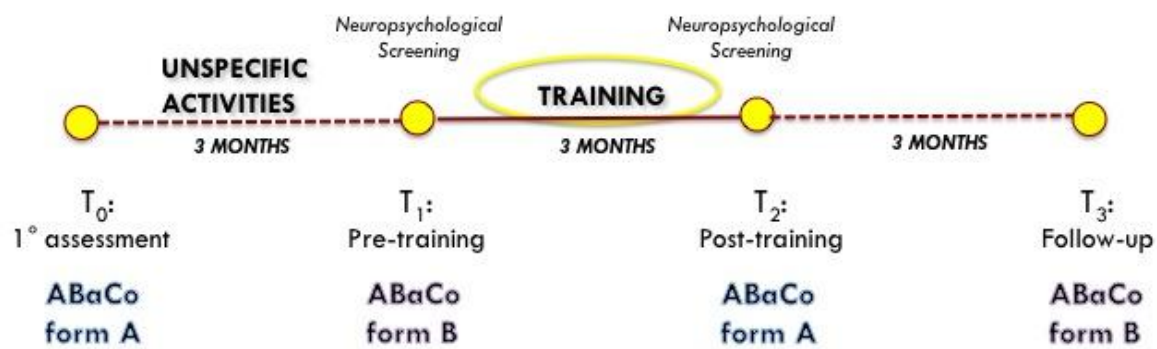 Neuropsychological
Screening
Neuropsychological
Screening
UNSPECIFIC
ACTIVITIES
TRAINING
3 MONTHS
3 MONTHS
3 MONTHS
T0:
1° assessment
T1:
Pre-training
T2:
Post-training
T3:
Follow-up
ABaCo
form A
ABaCo
form B
ABaCo
form A
ABaCo
form B